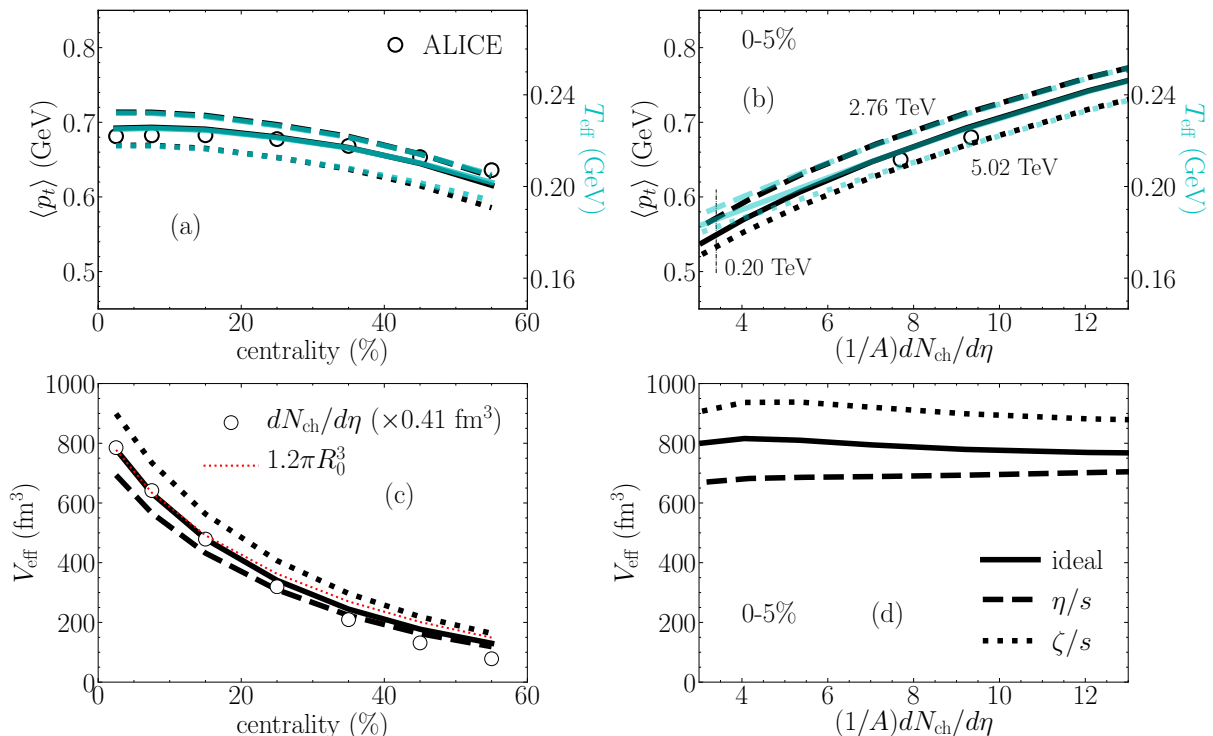 0.8
0.7
0.6
0.5
⟨p_t⟩ (GeV)
ALICE
(a)
0.24
0.20
0.16
T_eff (GeV)
0 20 40 60
centrality (%)
0.8
0.7
0.6
0.5
⟨p_t⟩ (GeV)
0-5%
(b)
2.76 TeV
5.02 TeV
0.20 TeV
0.24
0.20
0.16
T_eff (GeV)
4 6 8 10 12
(1/A)dN_ch/dη
1000
800
600
400
200
0
V_eff (fm³)
dN_ch/dη (×0.41 fm³)
1.2πR₀³
(c)
0 20 40 60
centrality (%)
1000
800
600
400
200
0
V_eff (fm³)
ideal
η/s
ζ/s
0-5%
(d)
4 6 8 10 12
(1/A)dN_ch/dη